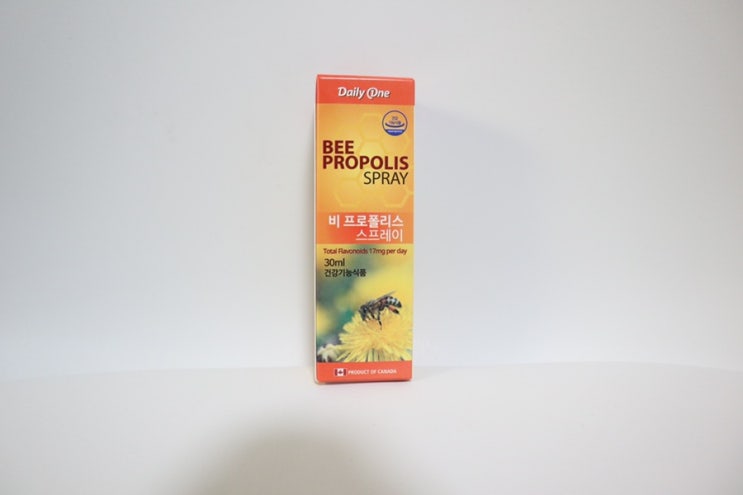 Daily One
BEE
PROPOLIS
SPRAY
비 프로폴리스
스프레이
Total Flavonoids 17mg per day
30ml
건강기능식품
PRODUCT OF CANADA